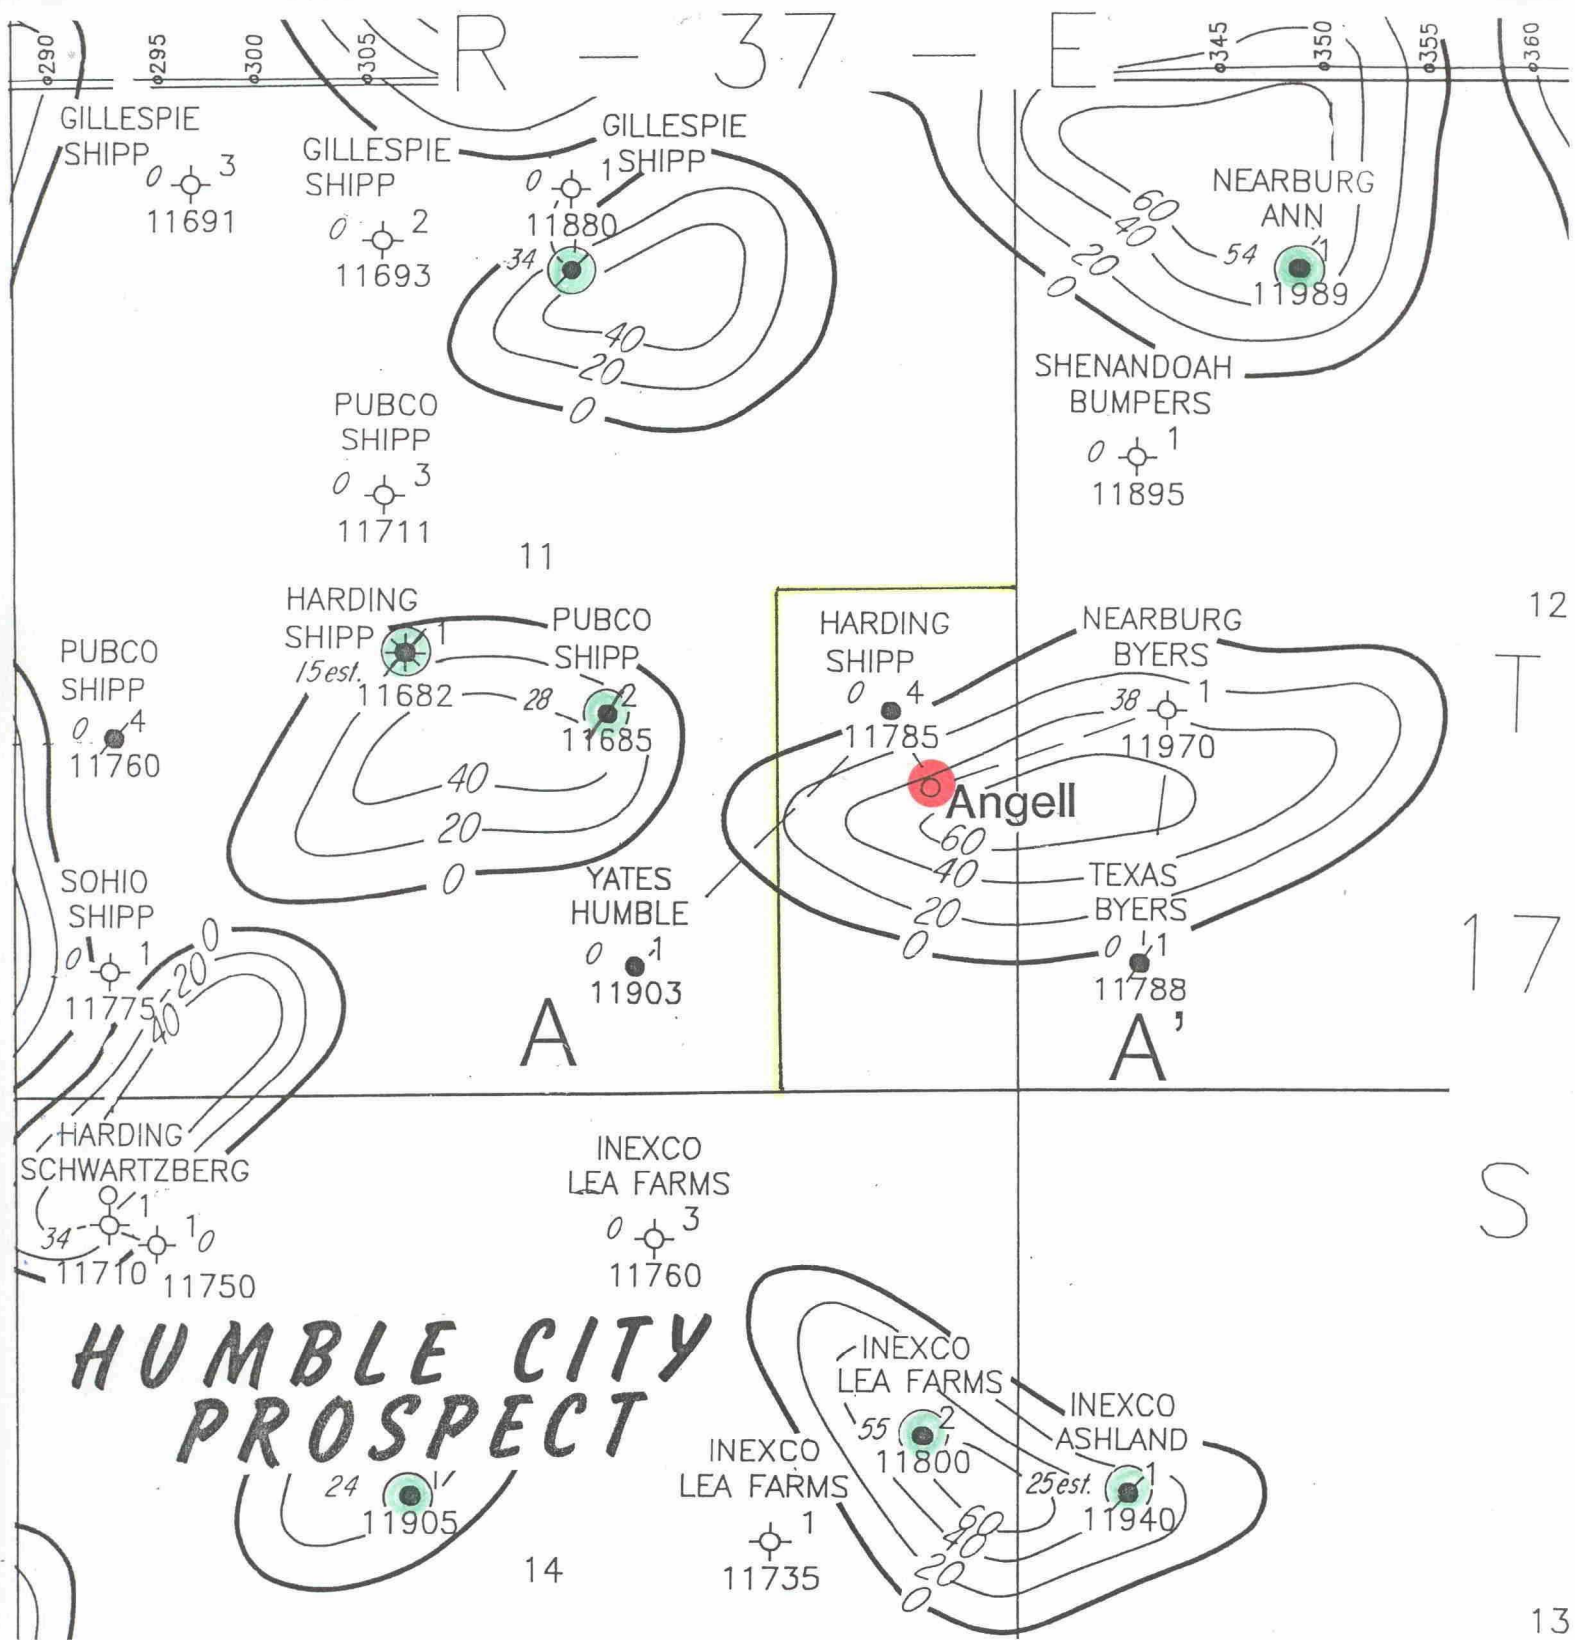 R - 37 - E
290
295
300
305
345
350
355
360
GILLESPIE
SHIPP
0 3
11691
GILLESPIE
SHIPP
0 2
11693
GILLESPIE
SHIPP
0 1
11880
34
40
20
0
NEARBURG
ANN
60
40
20
0
54 1
11989
SHENANDOAH
BUMPERS
0 1
11895
PUBCO
SHIPP
0 3
11711
11
12
HARDING
SHIPP
1
15 est.
11682
PUBCO
SHIPP
28 2
11685
40
20
0
PUBCO
SHIPP
0 4
11760
HARDING
SHIPP
0 4
11785
NEARBURG
BYERS
38 1
11970
T
Angell
60
40
20
0
TEXAS
BYERS
0 1
11788
YATES
HUMBLE
0 1
11903
SOHIO
SHIPP
0 1
11775
0
20
40
17
A
A'
HARDING
SCHWARTZBERG
1
34
11710
1 0
11750
INEXCO
LEA FARMS
0 3
11760
S
HUMBLE CITY
PROSPECT
24 1
11905
INEXCO
LEA FARMS
55 2
11800
INEXCO
ASHLAND
25 est. 1
11940
INEXCO
LEA FARMS
1
11735
60
40
20
0
14
13